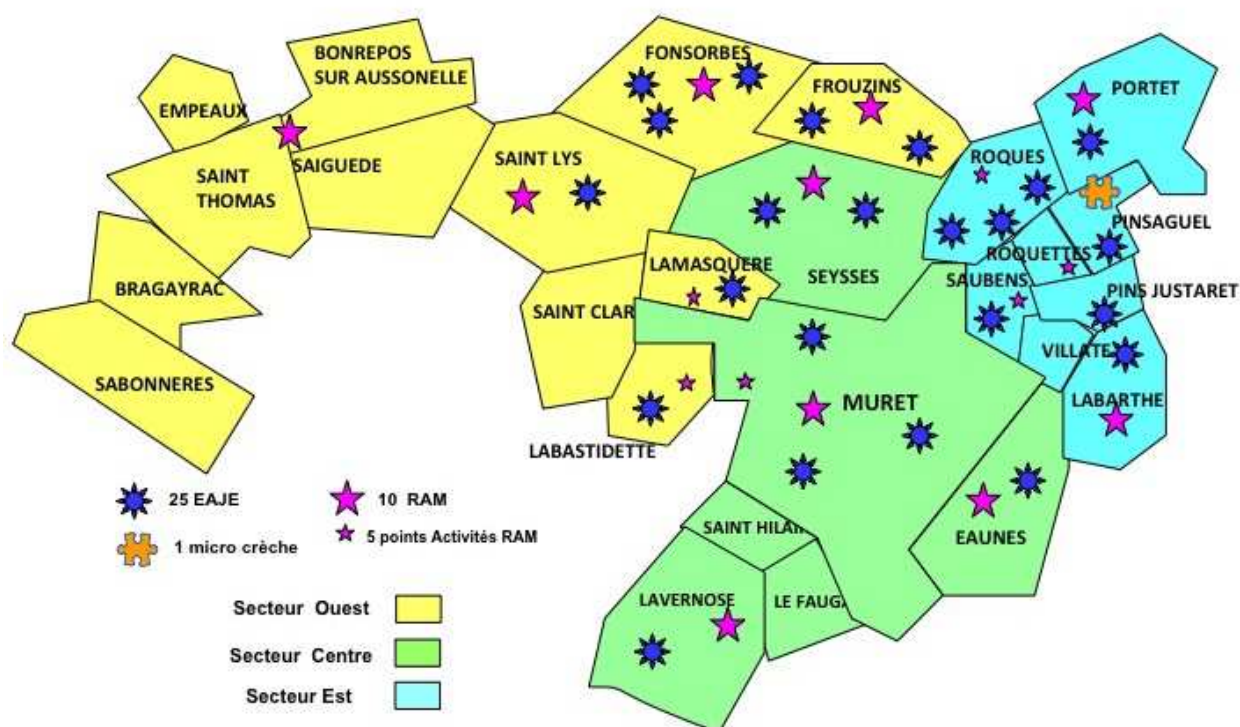 BONREPOS
SUR AUSSONELLE
FONSORBES
PORTET
EMPEAUX
FROUZINS
SAINT LYS
ROQUES
SAIGUEDE
SAINT
THOMAS
PINSAGUEL
ROQUETTES
LAMASQUERE
SEYSSES
SAUBENS
BRAGAYRAC
PINS JUSTARET
SAINT CLAR
VILLATE
SABONNERES
MURET
LABARTHE
LABASTIDETTE
25 EAJE
10 RAM
SAINT HILAIR
5 points Activités RAM
EAUNES
1 micro crèche
LAVERNOSE
LE FAUGA
Secteur Ouest
Secteur Centre
Secteur Est